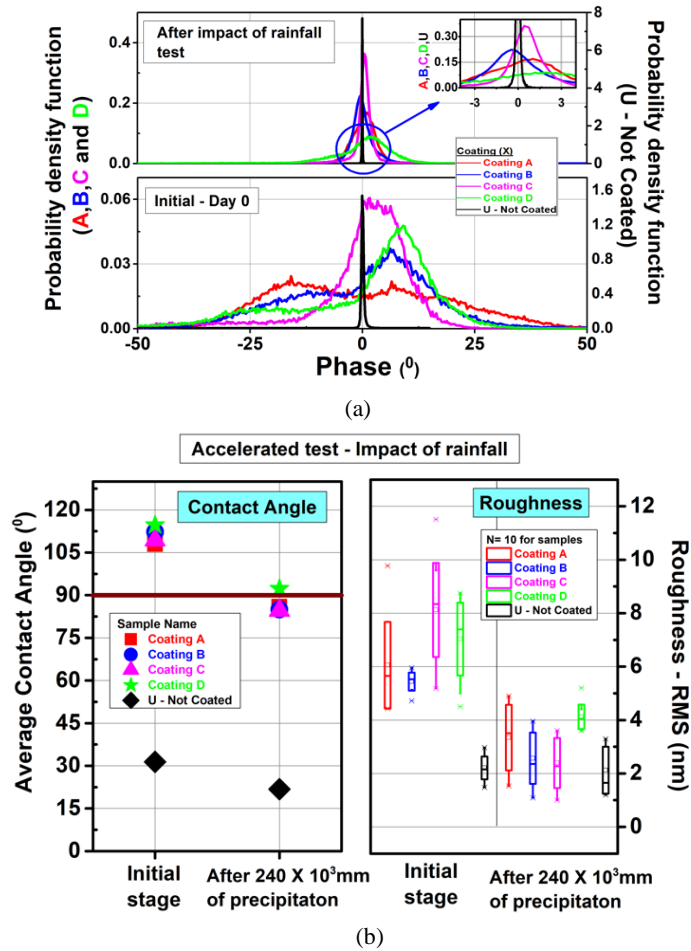 After impact of rainfall
test
A,B,C,D,U
0.30
0.15
0.00
-3
0
3
0.4
0.2
0.0
8
6
4
2
0
Coating (X)
Coating A
Coating B
Coating C
Coating D
U - Not Coated
Initial - Day 0
0.06
0.03
0.00
1.6
1.2
0.8
0.4
0.0
-50
-25
0
25
50
Probability density function
(A,B,C and D)
Probability density function
(U - Not Coated)
Phase (⁰)
(a)
Accelerated test - Impact of rainfall
Contact Angle
Average Contact Angle (⁰)
120
105
90
75
60
45
30
15
0
Sample Name
Coating A
Coating B
Coating C
Coating D
U - Not Coated
Initial
stage
After 240 X 10³mm
of precipitaton
Roughness
N= 10 for samples
Coating A
Coating B
Coating C
Coating D
U - Not Coated
12
10
8
6
4
2
0
Roughness - RMS (nm)
Initial
stage
After 240 X 10³mm
of precipitaton
(b)